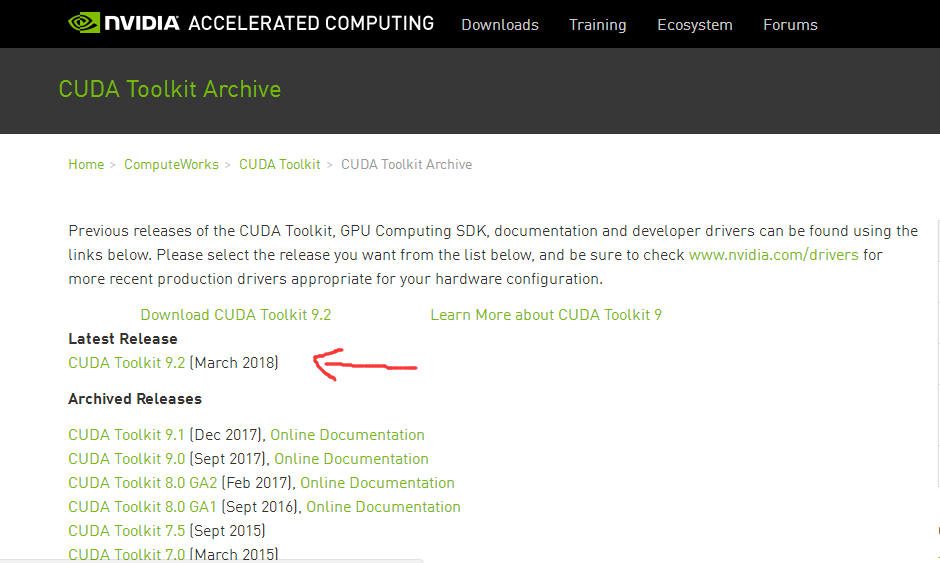 NVIDIA ACCELERATED COMPUTING Downloads Training Ecosystem Forums
CUDA Toolkit Archive
Home > ComputeWorks > CUDA Toolkit > CUDA Toolkit Archive
Previous releases of the CUDA Toolkit, GPU Computing SDK, documentation and developer drivers can be found using the
links below. Please select the release you want from the list below, and be sure to check www.nvidia.com/drivers for
more recent production drivers appropriate for your hardware configuration.
Download CUDA Toolkit 9.2 Learn More about CUDA Toolkit 9
Latest Release
CUDA Toolkit 9.2 (March 2018)
Archived Releases
CUDA Toolkit 9.1 (Dec 2017), Online Documentation
CUDA Toolkit 9.0 (Sept 2017), Online Documentation
CUDA Toolkit 8.0 GA2 (Feb 2017), Online Documentation
CUDA Toolkit 8.0 GA1 (Sept 2016), Online Documentation
CUDA Toolkit 7.5 (Sept 2015)
CUDA Toolkit 7.0 (March 2015)